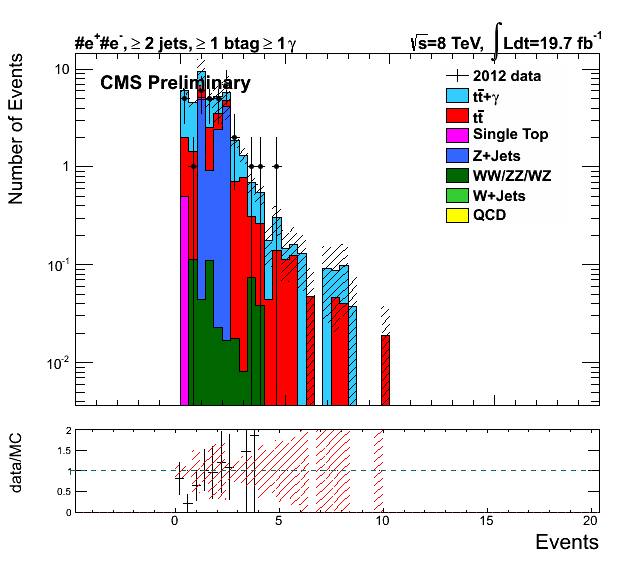 #e+#e-, ≥ 2 jets, ≥ 1 btag ≥ 1 γ
√s=8 TeV, ∫Ldt=19.7 fb-1
CMS Preliminary
2012 data
tt̄+γ
tt̄
Single Top
Z+Jets
WW/ZZ/WZ
W+Jets
QCD
Number of Events
10
1
10-1
10-2
data/MC
2
1.5
1
0.5
0
0 5 10 15 20
Events